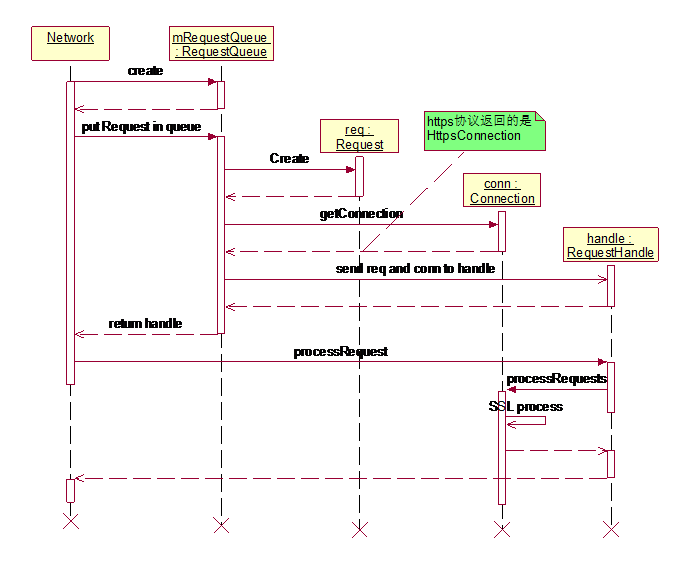 Network
mRequestQueue
: RequestQueue
create
put Request in queue
https协议返回的是
HttpsConnection
req :
Request
Create
conn :
Connection
getConnection
handle :
RequestHandle
send req and conn to handle
return handle
processRequest
processRequests
SSL process